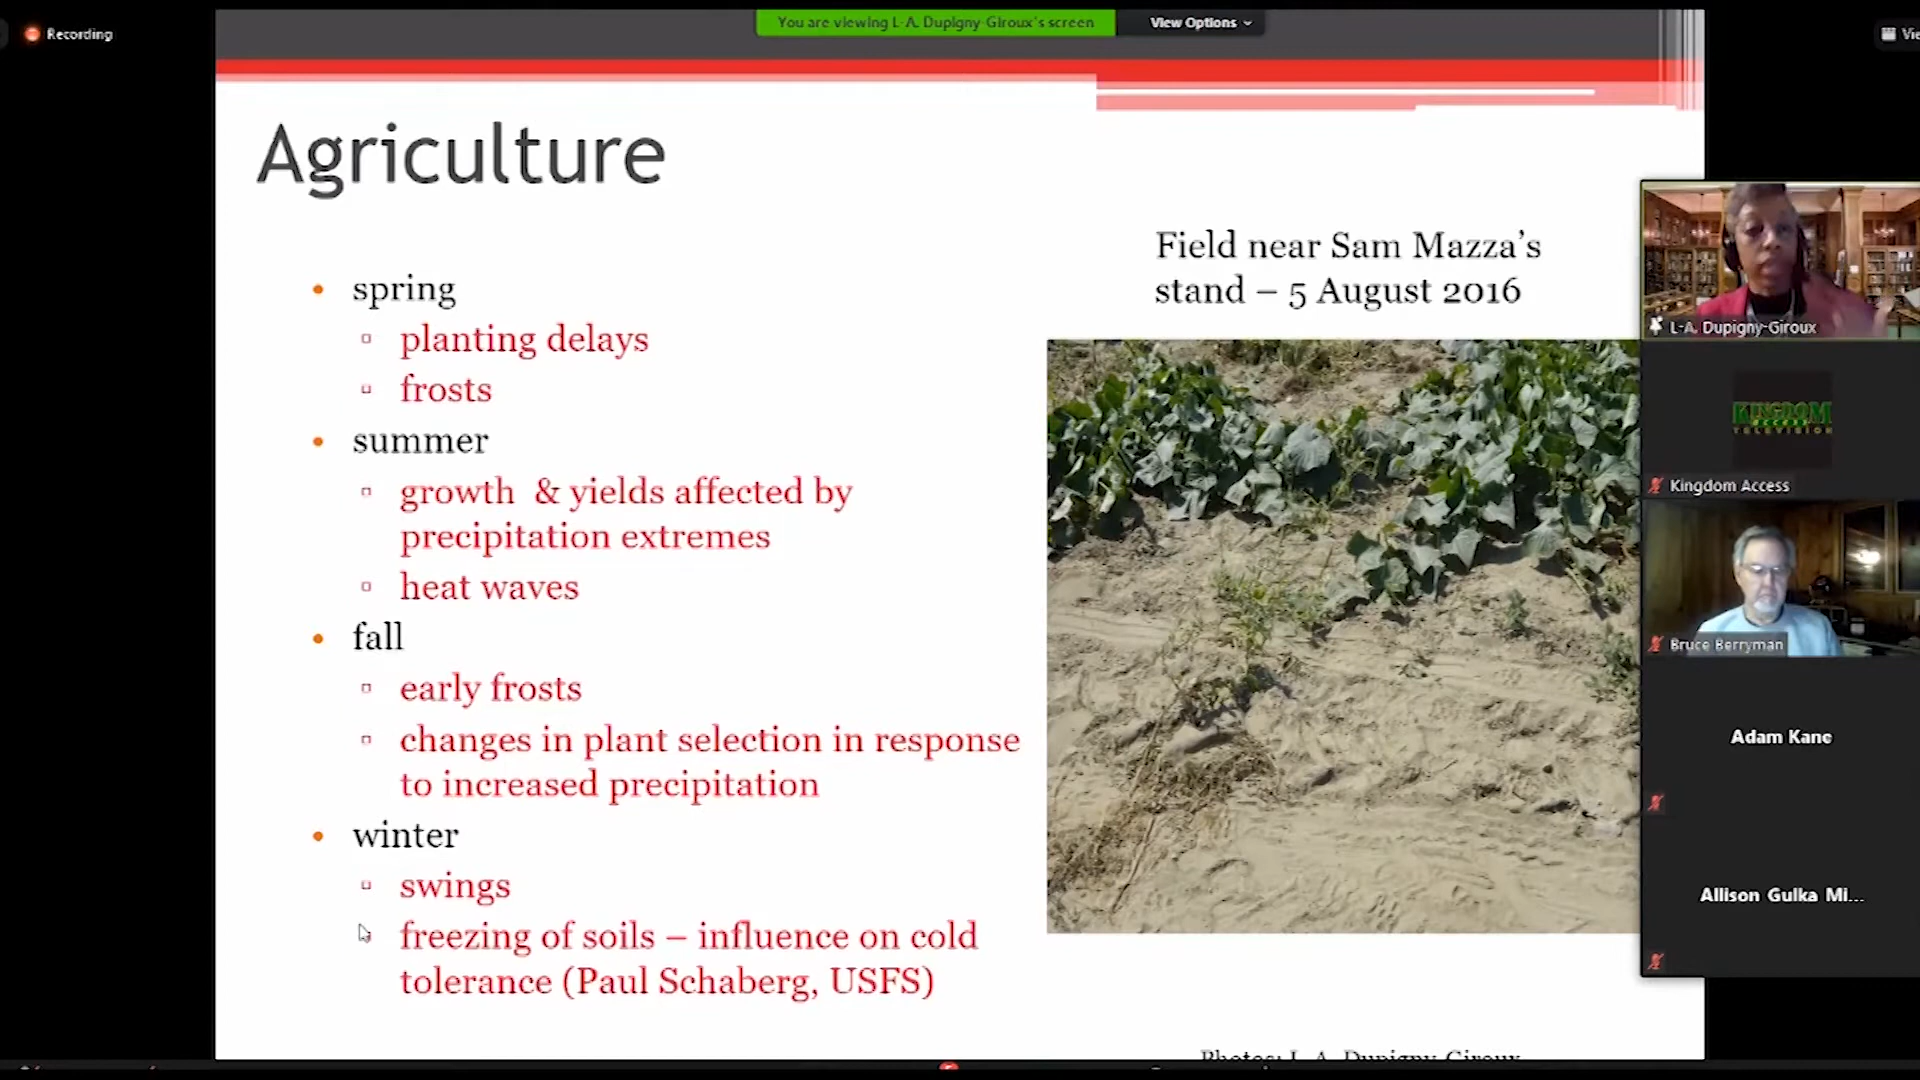 Recording
You are viewing L-A. Dupigny-Giroux's screen
View Options
Vie
Agriculture
Field near Sam Mazza's
stand – 5 August 2016
• spring
planting delays
frosts
• summer
growth & yields affected by
precipitation extremes
heat waves
• fall
early frosts
changes in plant selection in response
to increased precipitation
• winter
swings
freezing of soils – influence on cold
tolerance (Paul Schaberg, USFS)
Photos: L-A. Dupigny-Giroux
L-A. Dupigny-Giroux
KINGDOM
ACCESS
TELEVISION
Kingdom Access
Bruce Berryman
Adam Kane
Allison Gulka Mi...